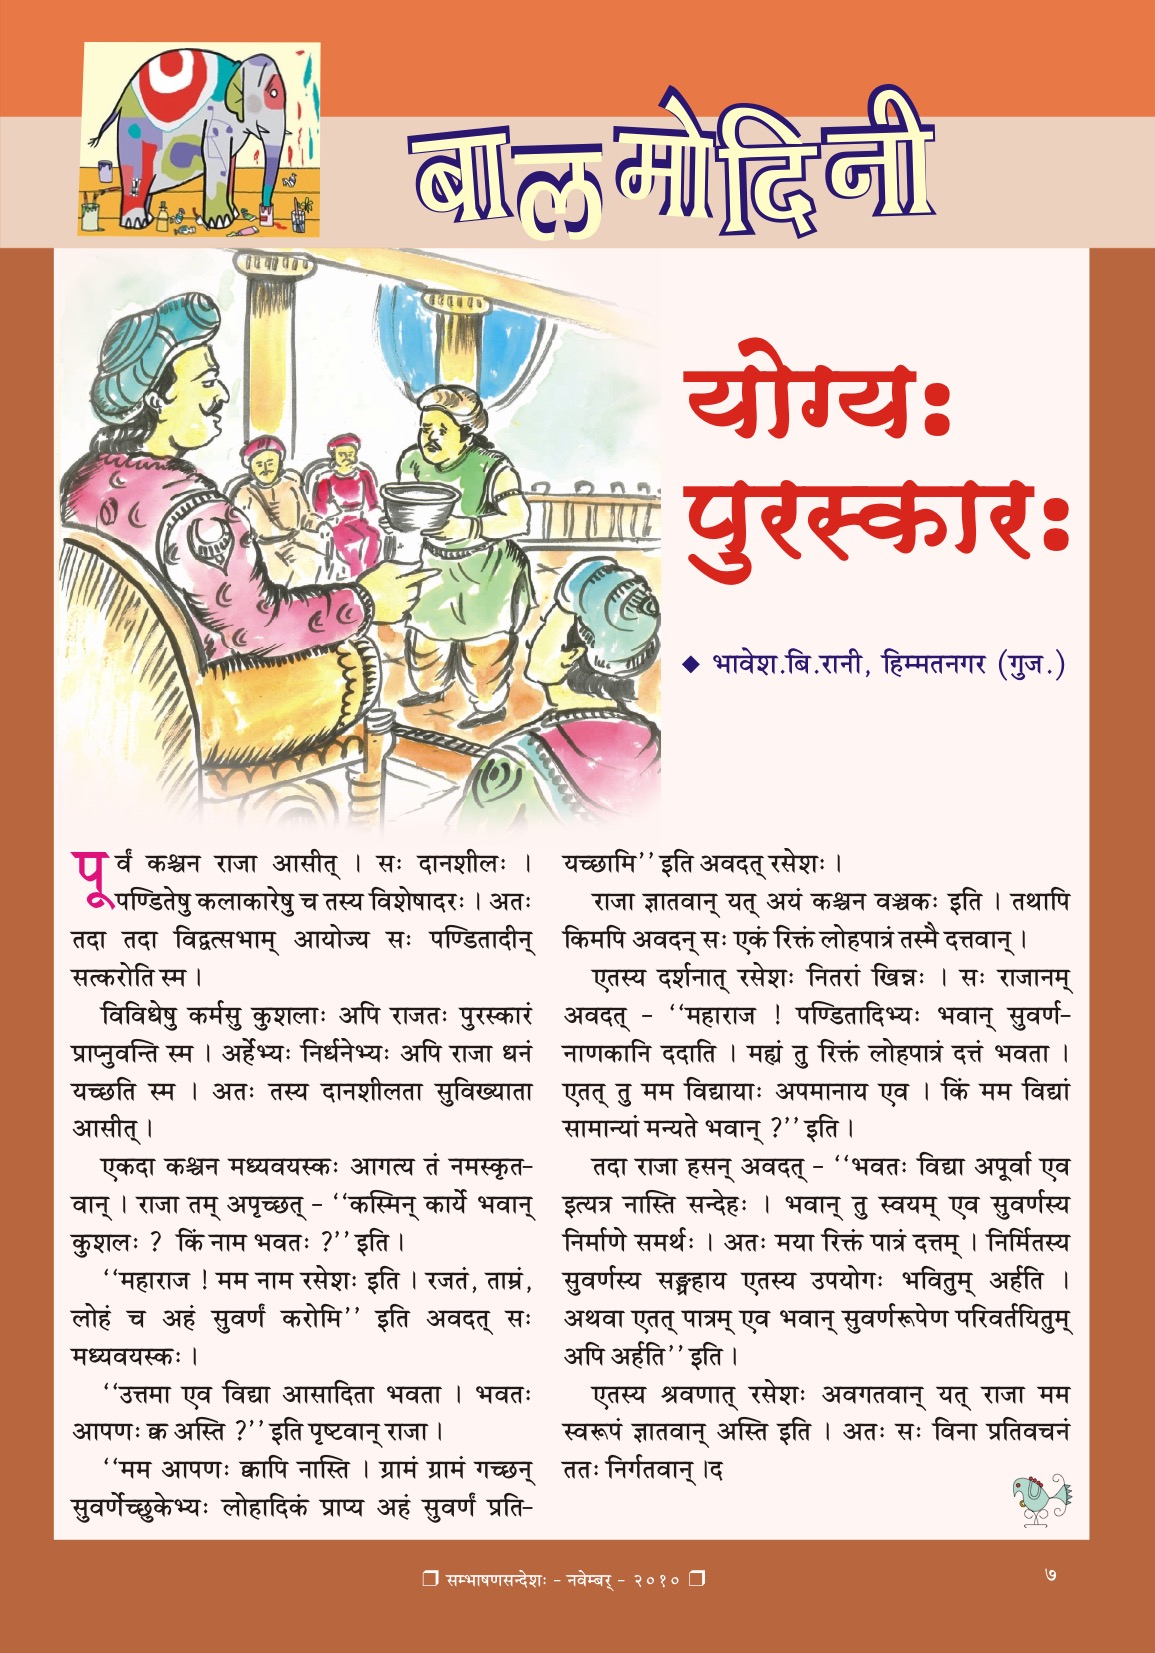 बालमोदिनी
योग्यः
पुरस्कारः
◆ भावेश.बि.रानी, हिम्मतनगर (गुज.)
पूर्वं कश्चन राजा आसीत् । सः दानशीलः ।
पण्डितेषु कलाकारेषु च तस्य विशेषादरः । अतः
तदा तदा विद्वत्सभाम् आयोज्य सः पण्डितादीन्
सत्करोति स्म ।
विविधेषु कर्मसु कुशलाः अपि राजतः पुरस्कारं
प्राप्नुवन्ति स्म । अर्हेभ्यः निर्धनेभ्यः अपि राजा धनं
यच्छति स्म । अतः तस्य दानशीलता सुविख्याता
आसीत् ।
एकदा कश्चन मध्यवयस्कः आगत्य तं नमस्कृत-
वान् । राजा तम् अपृच्छत् - ‘‘कस्मिन् कार्ये भवान्
कुशलः ? किं नाम भवतः ?’’ इति ।
‘‘महाराज ! मम नाम रसेशः इति । रजतं, ताम्रं,
लोहं च अहं सुवर्णं करोमि’’ इति अवदत् सः
मध्यवयस्कः ।
‘‘उत्तमा एव विद्या आसादिता भवता । भवतः
आपणः क्व अस्ति ?’’ इति पृष्टवान् राजा ।
‘‘मम आपणः क्वापि नास्ति । ग्रामं ग्रामं गच्छन्
सुवर्णेच्छुकेभ्यः लोहादिकं प्राप्य अहं सुवर्णं प्रति-
यच्छामि’’ इति अवदत् रसेशः ।
राजा ज्ञातवान् यत् अयं कश्चन वञ्चकः इति । तथापि
किमपि अवदन् सः एकं रिक्तं लोहपात्रं तस्मै दत्तवान् ।
एतस्य दर्शनात् रसेशः नितरां खिन्नः । सः राजानम्
अवदत् - ‘‘महाराज ! पण्डितादिभ्यः भवान् सुवर्ण-
नाणकानि ददाति । मह्यं तु रिक्तं लोहपात्रं दत्तं भवता ।
एतत् तु मम विद्यायाः अपमानाय एव । किं मम विद्यां
सामान्यां मन्यते भवान् ?’’ इति ।
तदा राजा हसन् अवदत् - ‘‘भवतः विद्या अपूर्वा एव
इत्यत्र नास्ति सन्देहः । भवान् तु स्वयम् एव सुवर्णस्य
निर्माणे समर्थः । अतः मया रिक्तं पात्रं दत्तम् । निर्मितस्य
सुवर्णस्य सङ्ग्रहाय एतस्य उपयोगः भवितुम् अर्हति ।
अथवा एतत् पात्रम् एव भवान् सुवर्णरूपेण परिवर्तयितुम्
अपि अर्हति’’ इति ।
एतस्य श्रवणात् रसेशः अवगतवान् यत् राजा मम
स्वरूपं ज्ञातवान् अस्ति इति । अतः सः विना प्रतिवचनं
ततः निर्गतवान् ।द
❐ सम्भाषणसन्देशः - नवेम्बर् - २०१० ❐
७